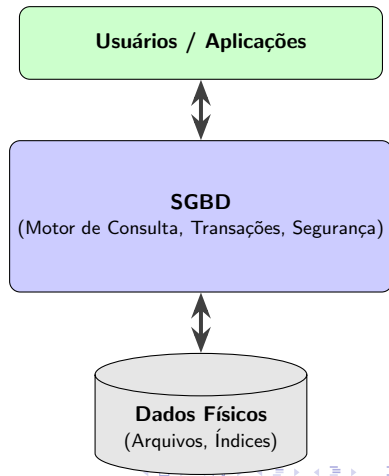 Usuários / Aplicações
SGBD
(Motor de Consulta, Transações, Segurança)
Dados Físicos
(Arquivos, Índices)